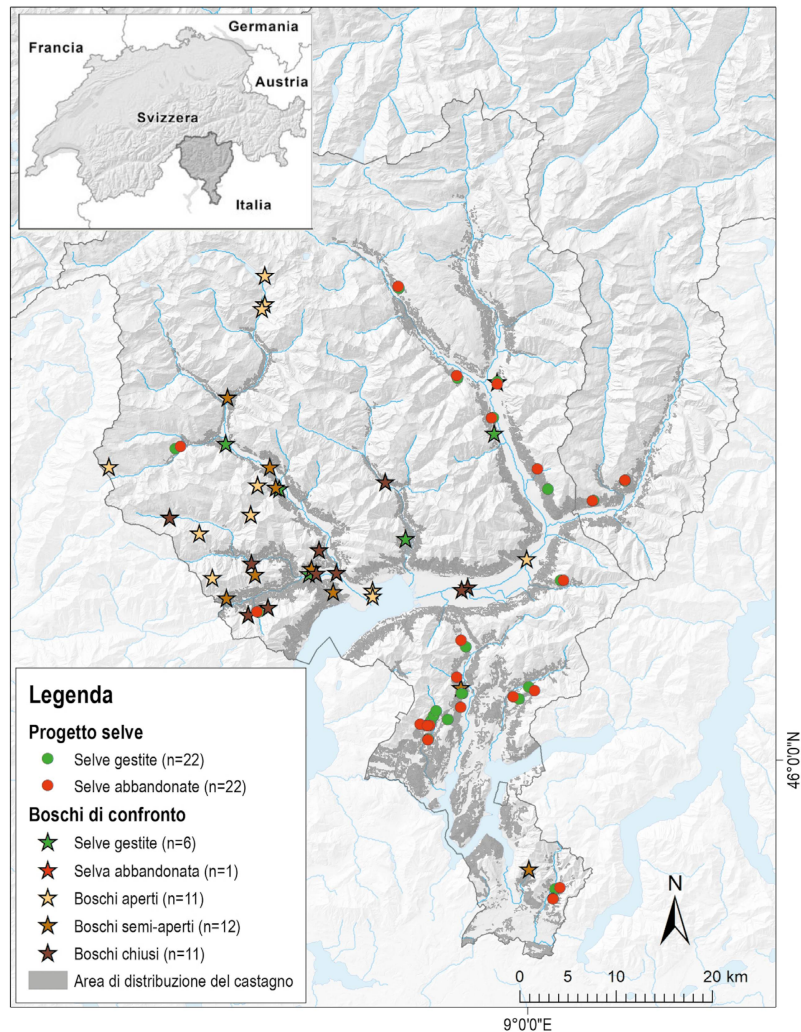 Germania
Francia
Austria
Svizzera
Italia
Legenda
Progetto selve
Selve gestite (n=22)
Selve abbandonate (n=22)
Boschi di confronto
Selve gestite (n=6)
Selva abbandonata (n=1)
Boschi aperti (n=11)
Boschi semi-aperti (n=12)
Boschi chiusi (n=11)
Area di distribuzione del castagno
46°0'0"N
N
0 5 10 20 km
9°0'0"E